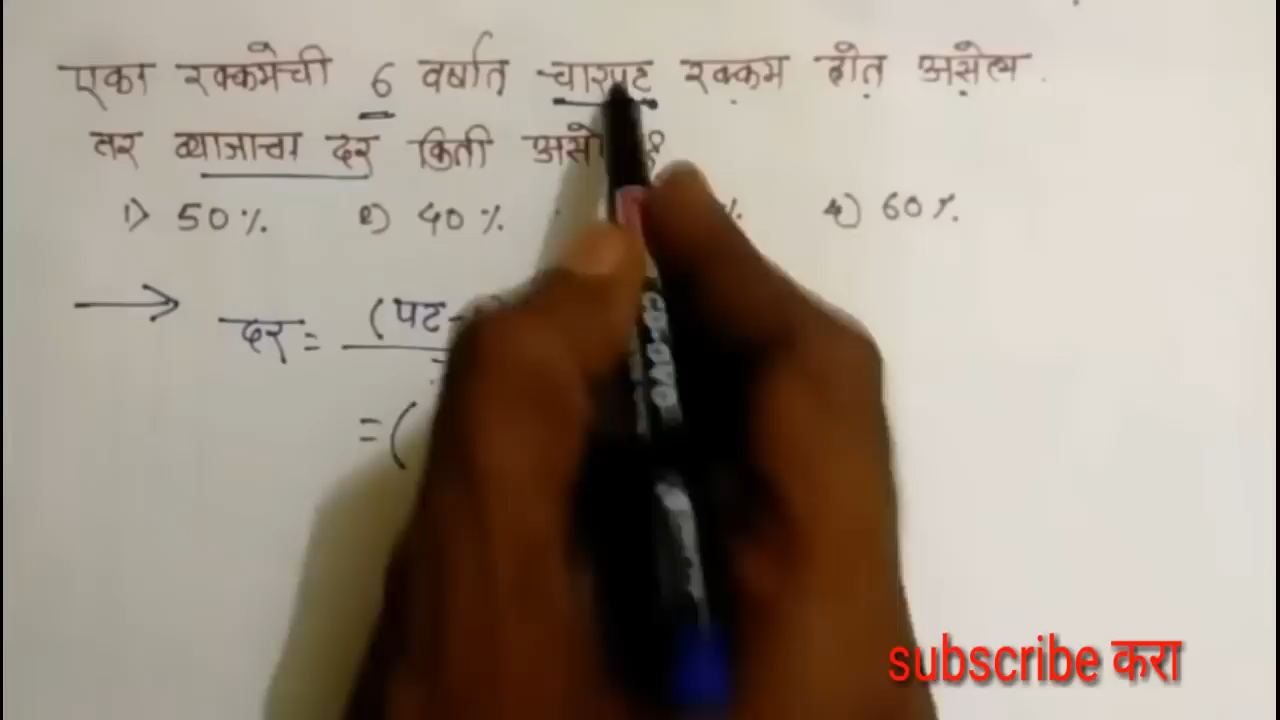 एका रक्कमेची 6 वर्षात चारपट रक्कम होत असेल .
तर व्याजाचा दर किती
1) 50 % 2) 40 % % 4) 60 %.
दर = (पट -
= (
subscribe करा